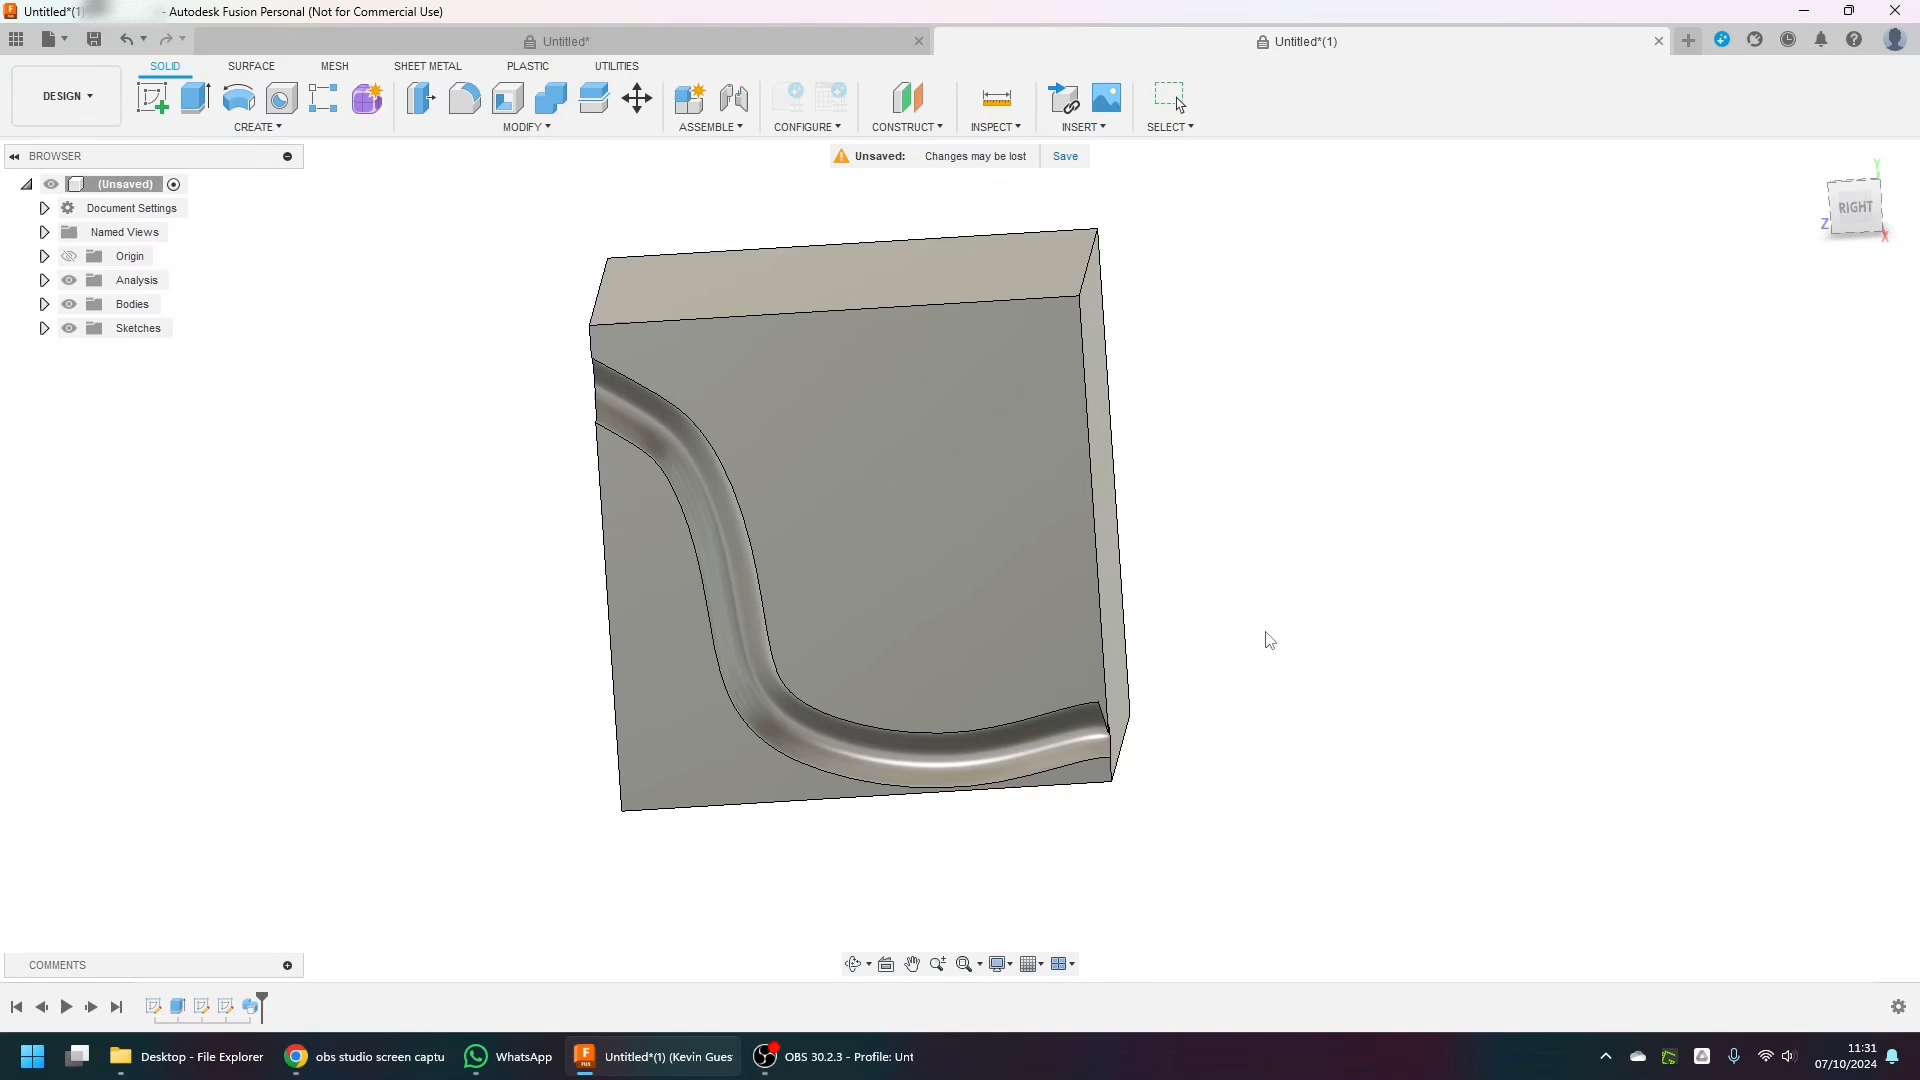 Untitled*(1)
- Autodesk Fusion Personal (Not for Commercial Use)
Untitled*
Untitled*(1)
DESIGN
SOLID
SURFACE
MESH
SHEET METAL
PLASTIC
UTILITIES
CREATE
MODIFY
ASSEMBLE
CONFIGURE
CONSTRUCT
INSPECT
INSERT
SELECT
BROWSER
Unsaved: Changes may be lost Save
(Unsaved)
Document Settings
Named Views
Origin
Analysis
Bodies
Sketches
Y
RIGHT
Z
X
COMMENTS
Desktop - File Explorer
obs studio screen captu
WhatsApp
Untitled*(1) (Kevin Gues
OBS 30.2.3 - Profile: Unt
11:31
07/10/2024